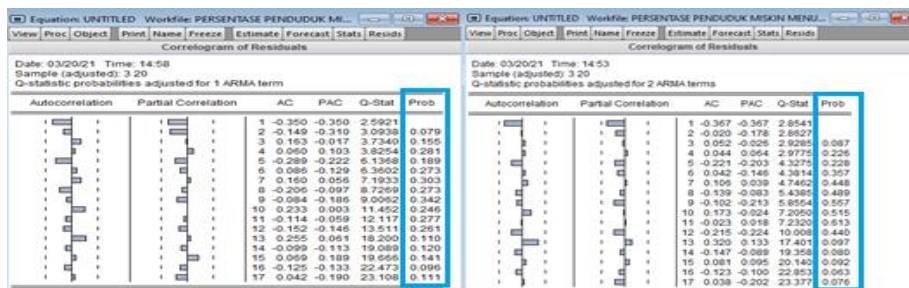 Equation: UNTITLED Workfile: PERSENTASE PENDUDUK MI...
View Proc Object Print Name Freeze Estimate Forecast Stats Resids
Correlogram of Residuals
Date: 03/20/21 Time: 14:58
Sample (adjusted): 3 20
Q-statistic probabilities adjusted for 1 ARMA term
Autocorrelation Partial Correlation AC PAC Q-Stat Prob
1 -0.350 -0.350 2.5921
2 -0.149 -0.310 3.0938 0.079
3 0.163 -0.017 3.7340 0.155
4 0.060 0.103 3.8254 0.281
5 -0.289 -0.222 6.1368 0.189
6 0.086 -0.129 6.3602 0.273
7 0.160 0.056 7.1933 0.303
8 -0.206 -0.097 8.7269 0.273
9 -0.084 -0.186 9.0062 0.342
10 0.233 0.003 11.452 0.246
11 -0.114 -0.059 12.117 0.277
12 -0.152 -0.146 13.511 0.261
13 0.255 0.061 18.200 0.110
14 -0.099 -0.113 19.089 0.120
15 0.069 0.189 19.666 0.141
16 -0.125 -0.133 22.473 0.096
17 0.042 -0.190 23.108 0.111
Equation: UNTITLED Workfile: PERSENTASE PENDUDUK MISKIN MENU...
View Proc Object Print Name Freeze Estimate Forecast Stats Resids
Correlogram of Residuals
Date: 03/20/21 Time: 14:53
Sample (adjusted): 3 20
Q-statistic probabilities adjusted for 2 ARMA terms
Autocorrelation Partial Correlation AC PAC Q-Stat Prob
1 -0.367 -0.367 2.8541
2 -0.020 -0.178 2.8627
3 0.052 -0.026 2.9285 0.087
4 0.044 0.064 2.9775 0.226
5 -0.221 -0.203 4.3275 0.228
6 0.042 -0.146 4.3814 0.357
7 0.106 0.039 4.7462 0.448
8 -0.139 -0.083 5.4385 0.489
9 -0.102 -0.213 5.8554 0.557
10 0.173 -0.024 7.2050 0.515
11 -0.023 0.018 7.2320 0.613
12 -0.215 -0.224 10.008 0.440
13 0.320 0.133 17.401 0.097
14 -0.147 -0.089 19.358 0.080
15 0.081 0.095 20.140 0.092
16 -0.123 -0.100 22.853 0.063
17 0.038 -0.202 23.377 0.076